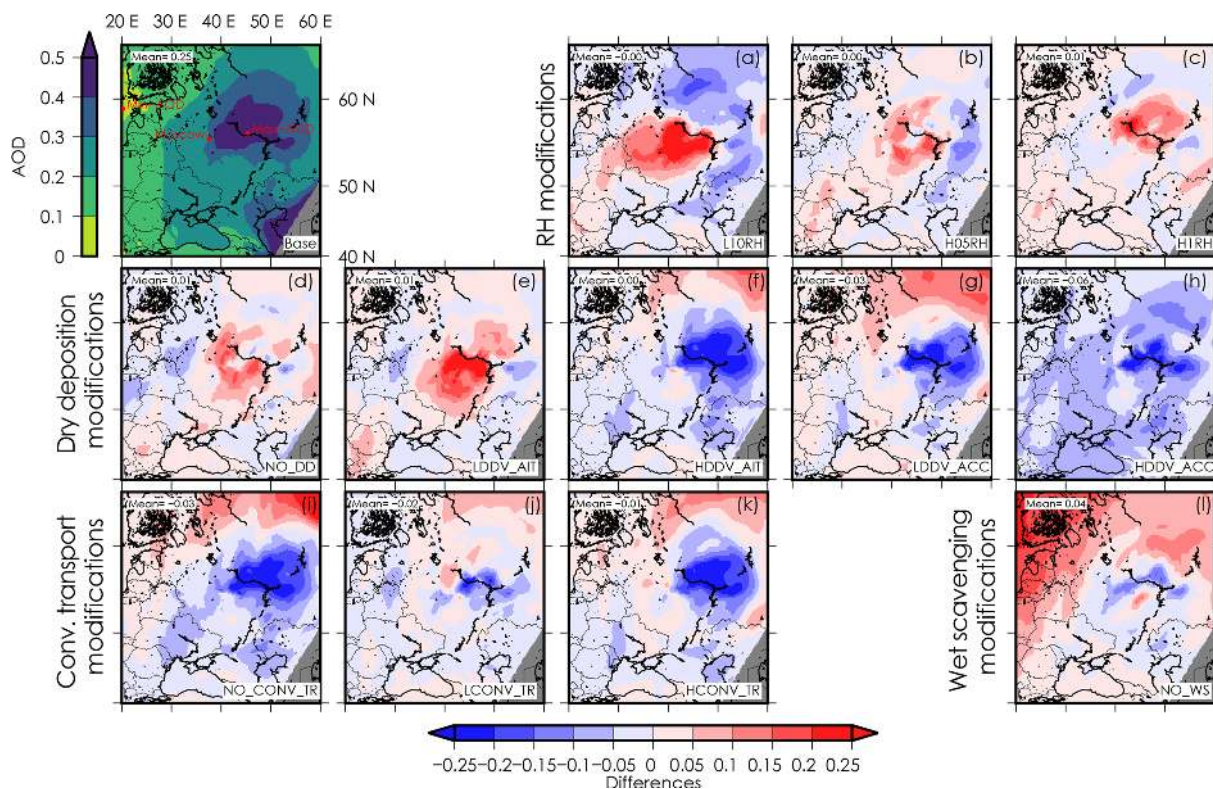 20 E 30 E 40 E 50 E 60 E
Mean= 0.25
(a)
Mean= −0.00
(b)
Mean= 0.00
(c)
Mean= 0.01
0.5
0.4
0.3
0.2
0.1
0
AOD
60 N
50 N
40 N
Base
RH modifications
L10RH
H05RH
H1RH
Dry deposition
modifications
(d)
Mean= 0.01
NO_DD
(e)
Mean= 0.01
LDDV_AIT
(f)
Mean= 0.00
HDDV_AIT
(g)
Mean= −0.03
LDDV_ACC
(h)
Mean= −0.06
HDDV_ACC
Conv. transport
modifications
(i)
Mean= −0.03
NO_CONV_TR
(j)
Mean= −0.02
LCONV_TR
(k)
Mean= −0.01
HCONV_TR
Wet scavenging
modifications
(l)
Mean= 0.04
NO_WS
−0.25−0.2−0.15−0.1−0.05 0 0.05 0.1 0.15 0.2 0.25
Differences